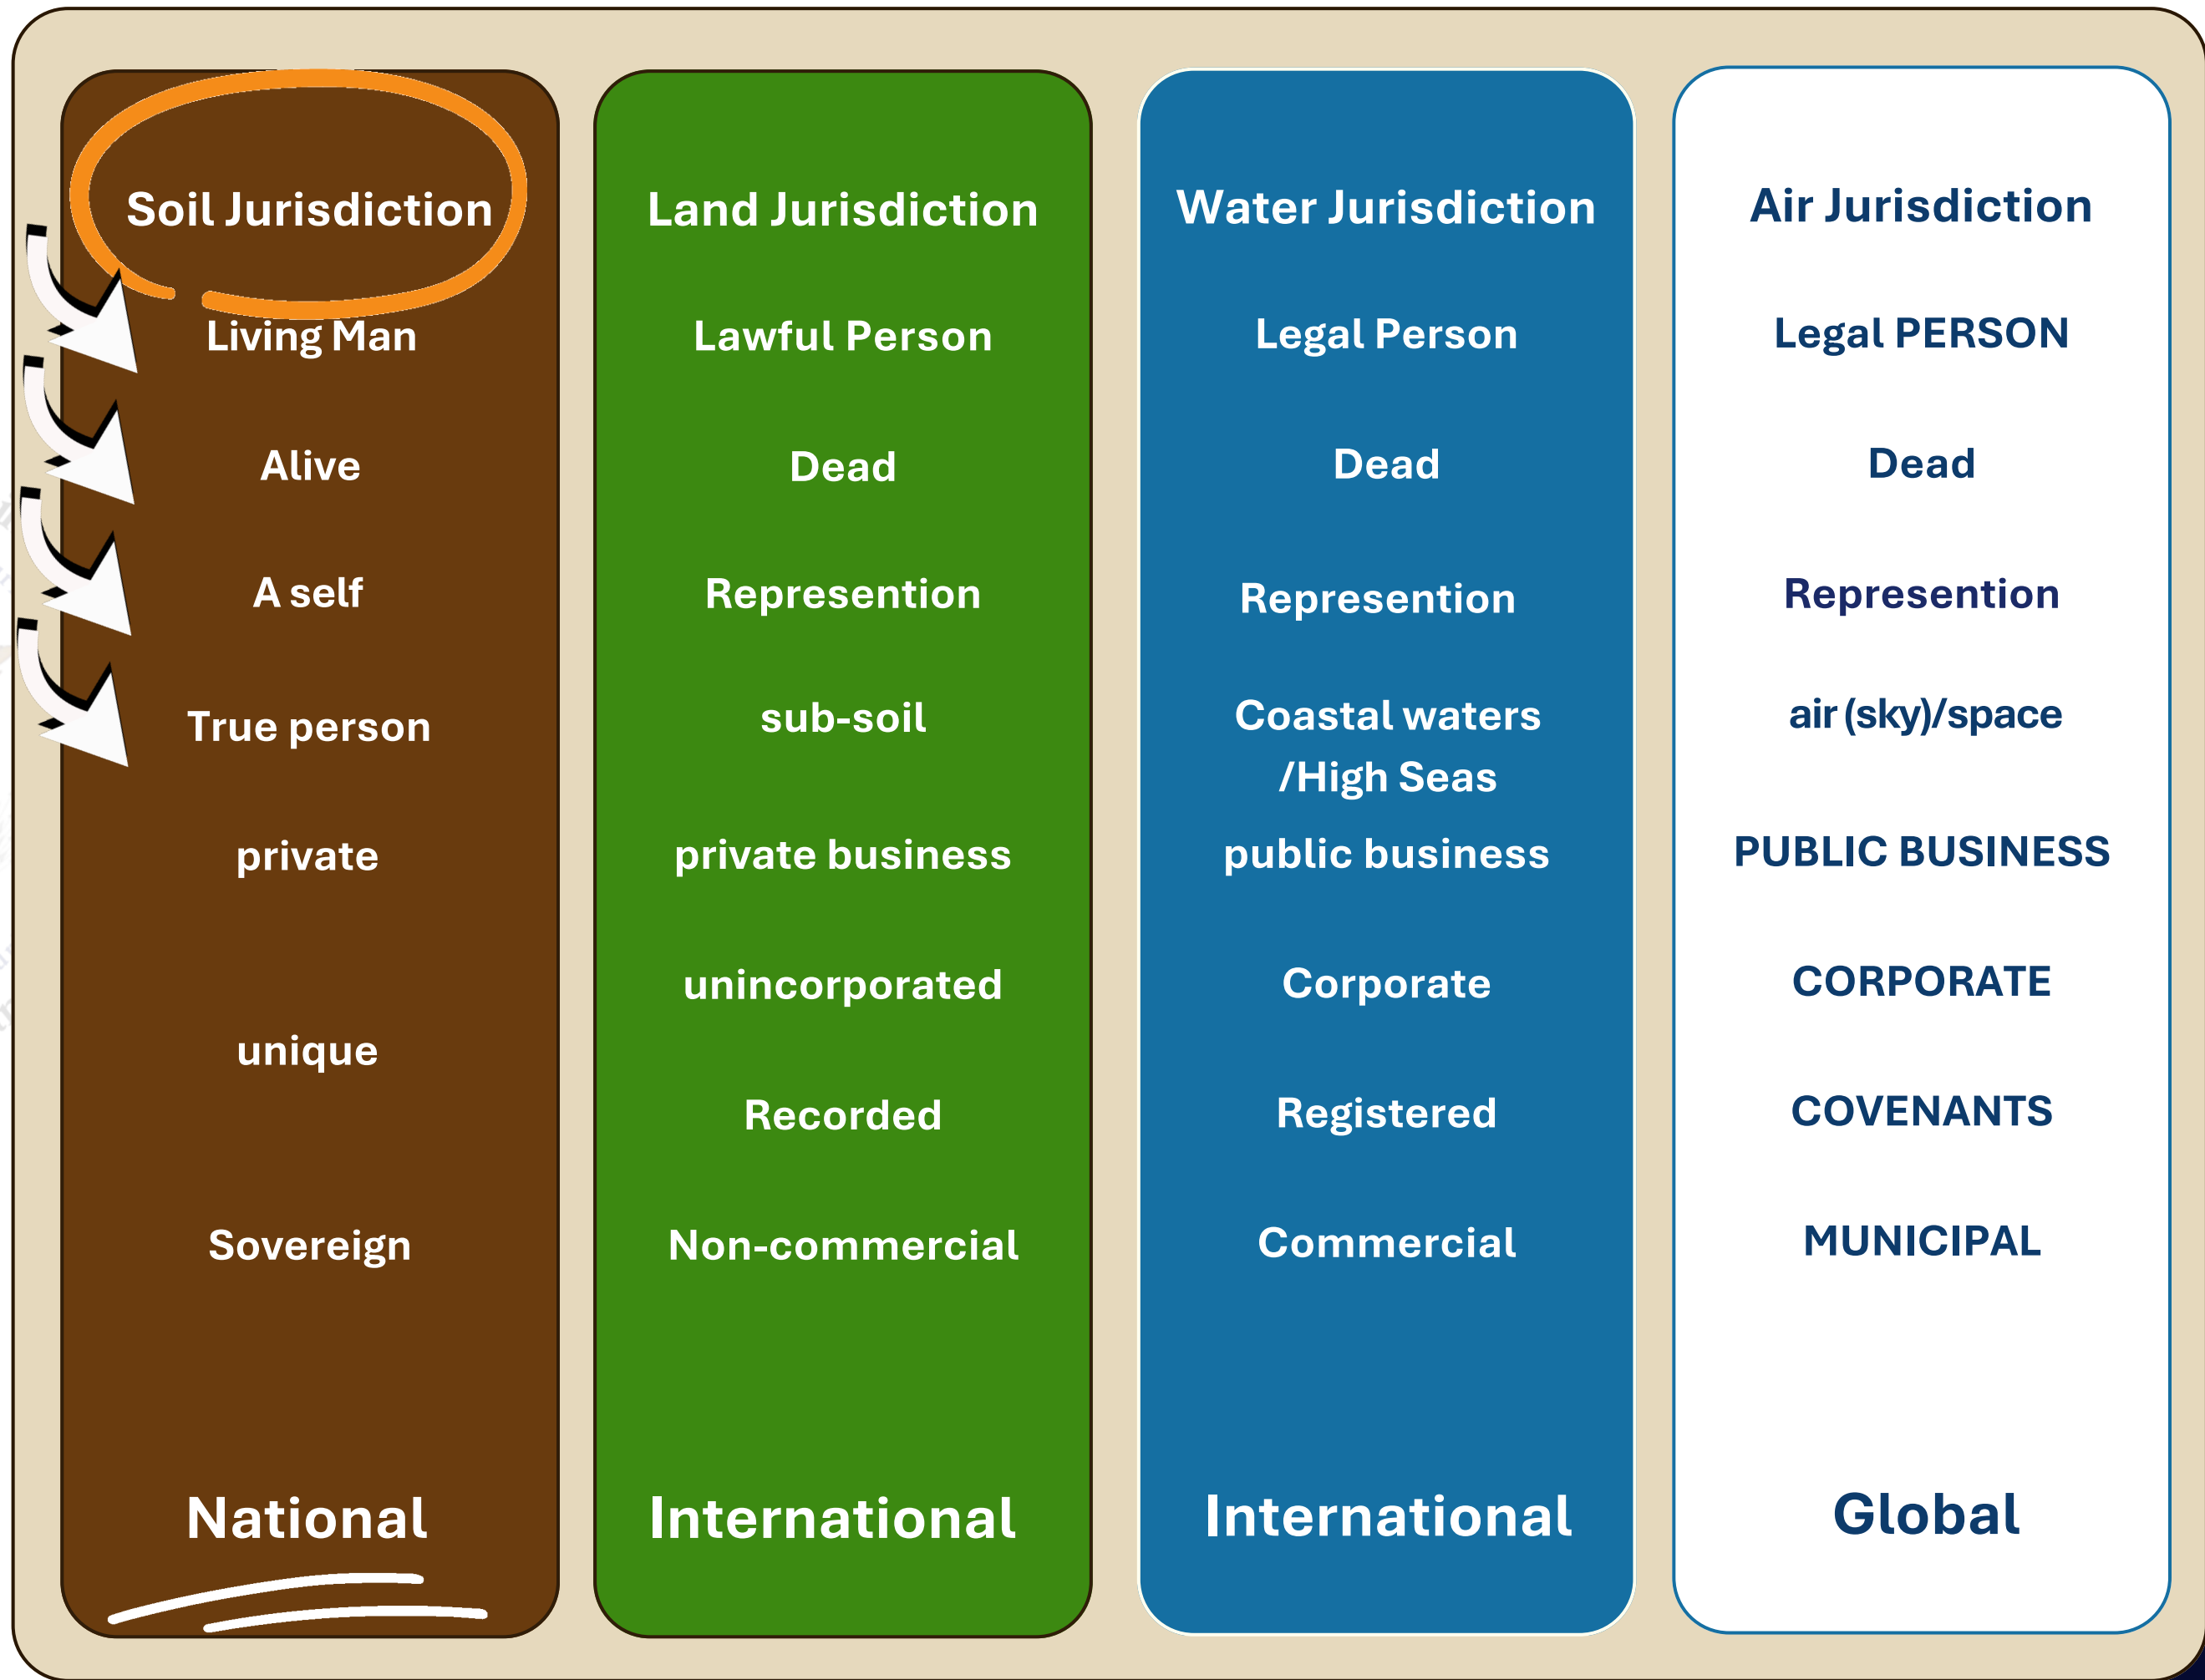 Soil Jurisdiction
Living Man
Alive
A self
True person
private
unique
Sovereign
National
Land Jurisdiction
Lawful Person
Dead
Represention
sub-soil
private business
unincorporated
Recorded
Non-commercial
International
Water Jurisdiction
Legal Person
Dead
Represention
Coastal waters
/High Seas
public business
Corporate
Registered
Commercial
International
Air Jurisdiction
Legal PERSON
Dead
Represention
air(sky)/space
PUBLIC BUSINESS
CORPORATE
COVENANTS
MUNICIPAL
Global